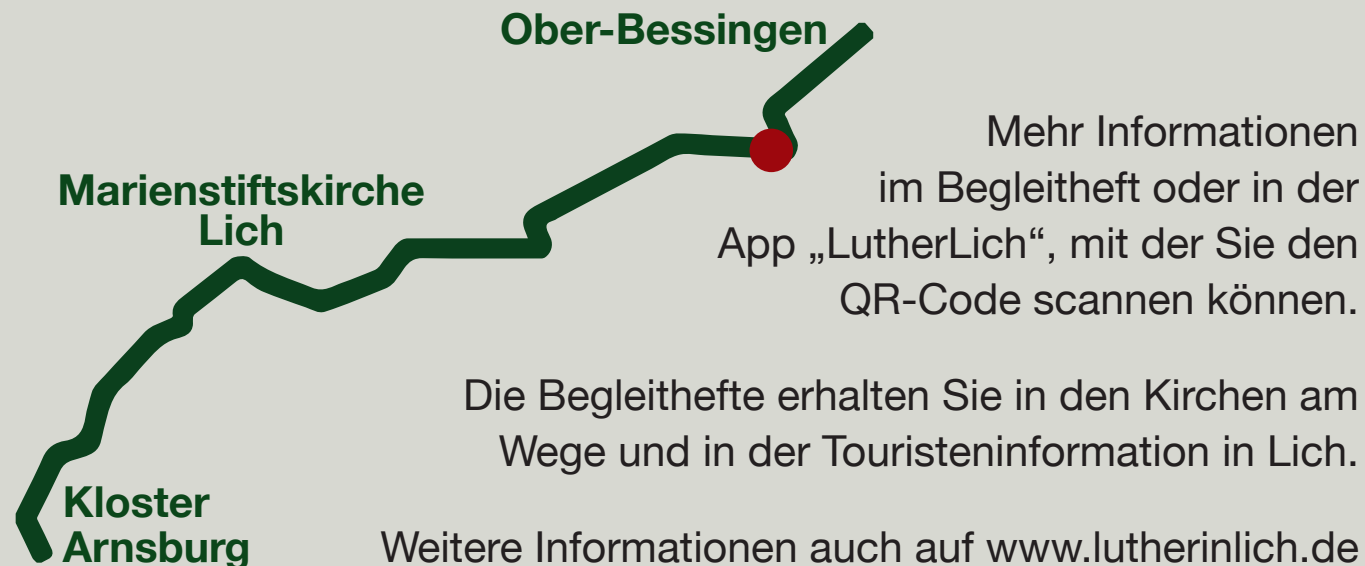 Ober-Bessingen
Mehr Informationen
im Begleitheft oder in der
App „LutherLich“, mit der Sie den
QR-Code scannen können.
Marienstiftskirche
Lich
Die Begleithefte erhalten Sie in den Kirchen am
Wege und in der Touristeninformation in Lich.
Kloster
Arnsburg
Weitere Informationen auch auf www.lutherinlich.de